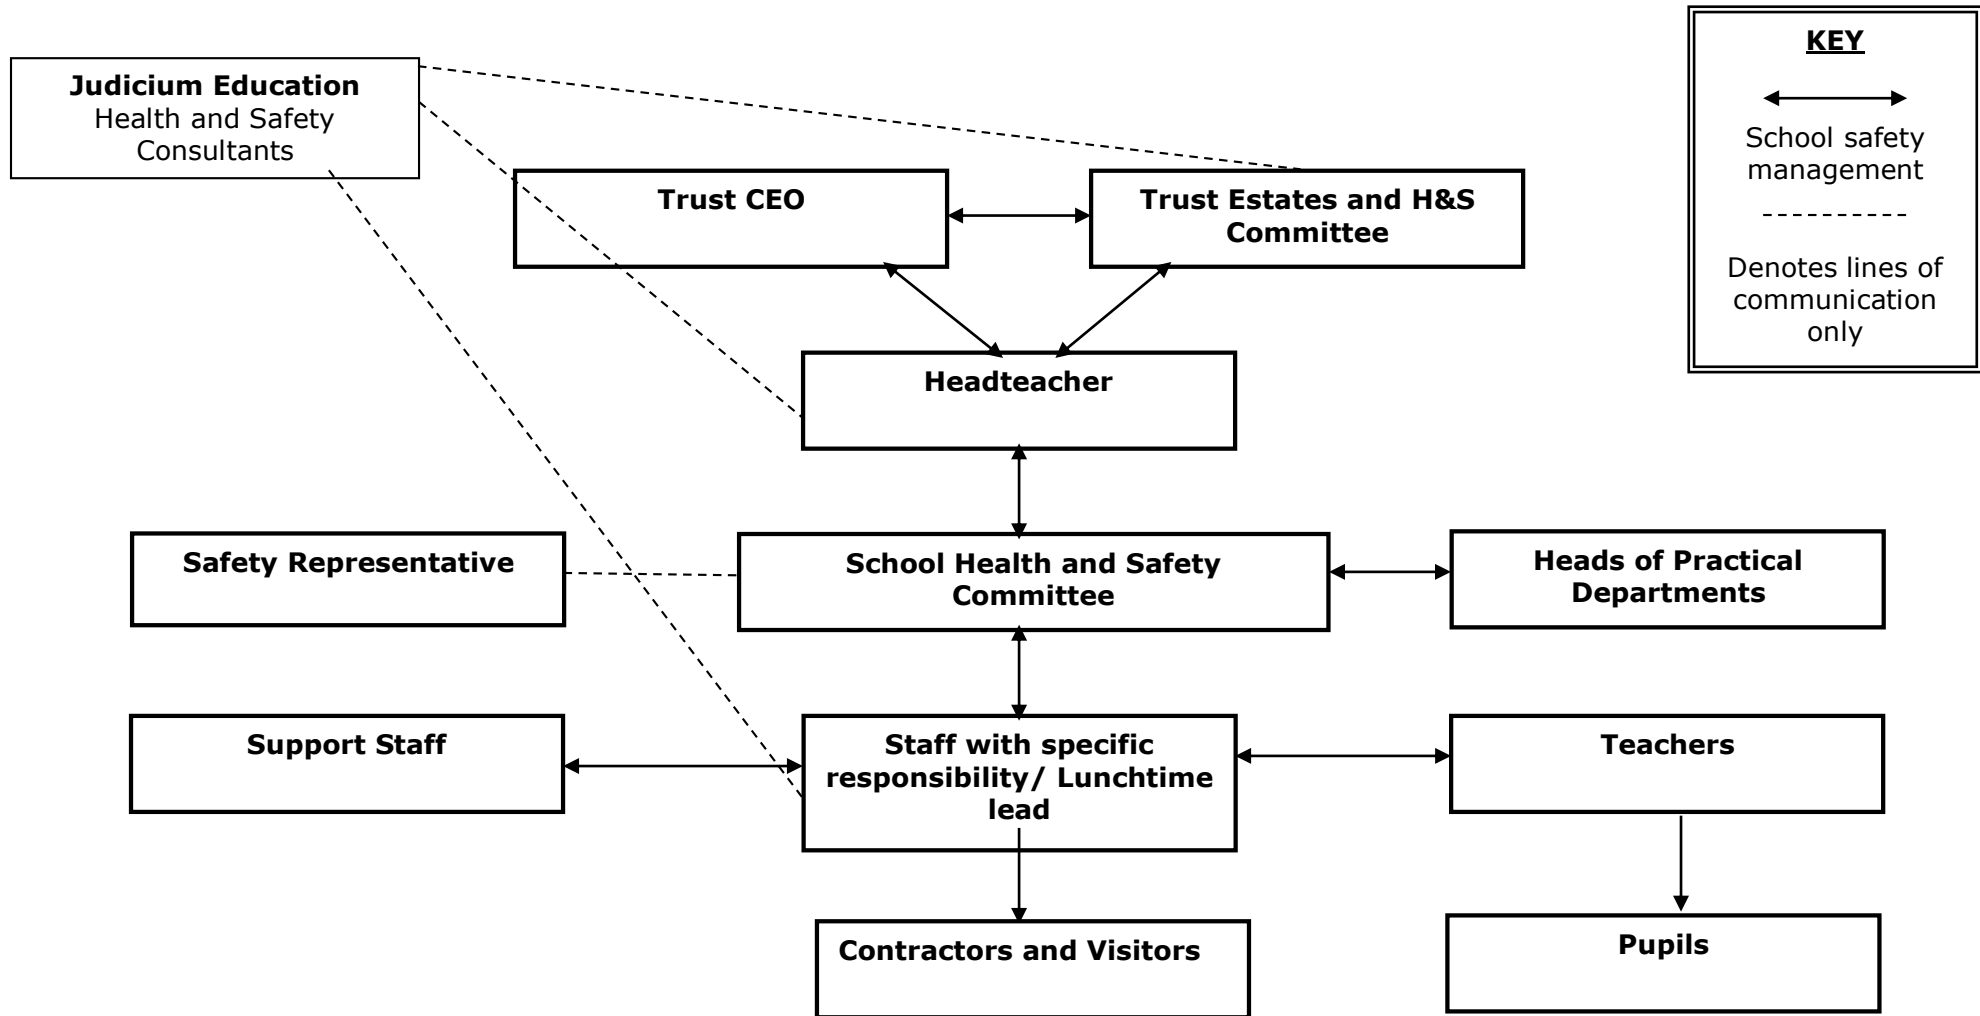 KEY
School safety
management
Denotes lines of
communication
only
Judicium Education
Health and Safety
Consultants
Trust CEO
Trust Estates and H&S
Committee
Headteacher
Safety Representative
School Health and Safety
Committee
Heads of Practical
Departments
Support Staff
Staff with specific
responsibility/ Lunchtime
lead
Teachers
Contractors and Visitors
Pupils